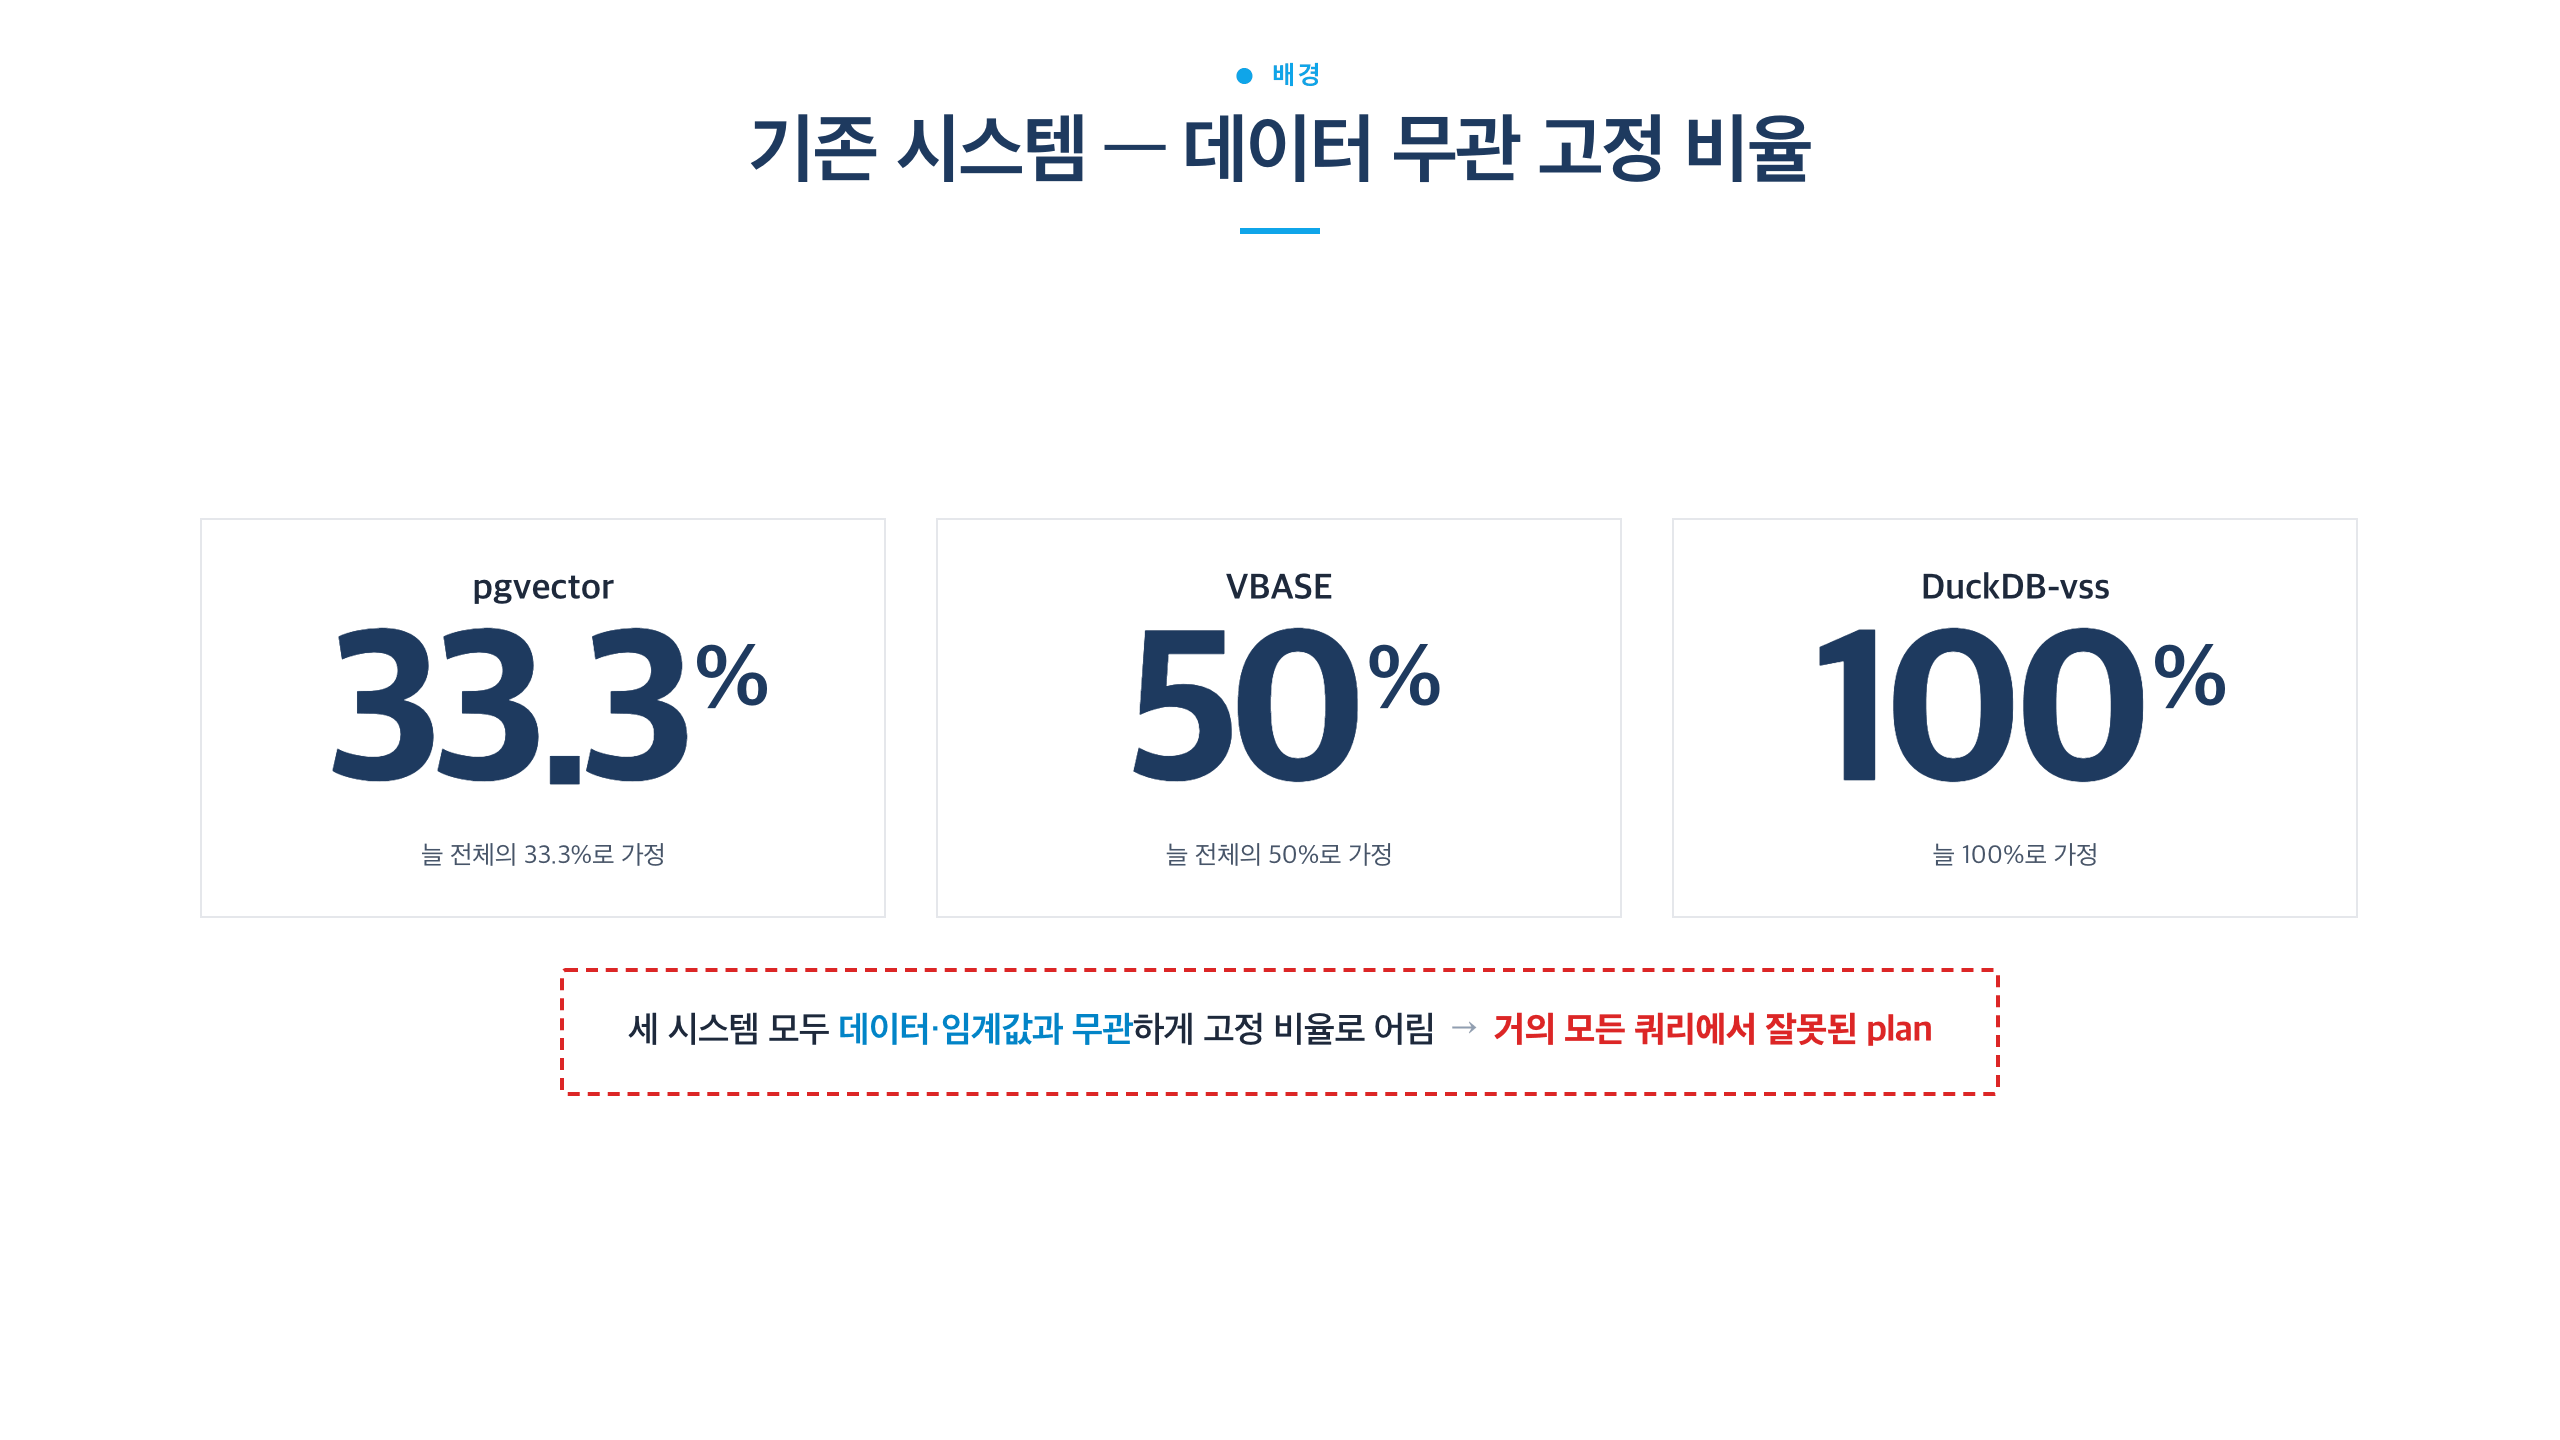 ● 배경
기존 시스템 — 데이터 무관 고정 비율
pgvector
33.3%
늘 전체의 33.3%로 가정
VBASE
50%
늘 전체의 50%로 가정
DuckDB-vss
100%
늘 100%로 가정
세 시스템 모두 데이터·임계값과 무관하게 고정 비율로 어림 → 거의 모든 쿼리에서 잘못된 plan